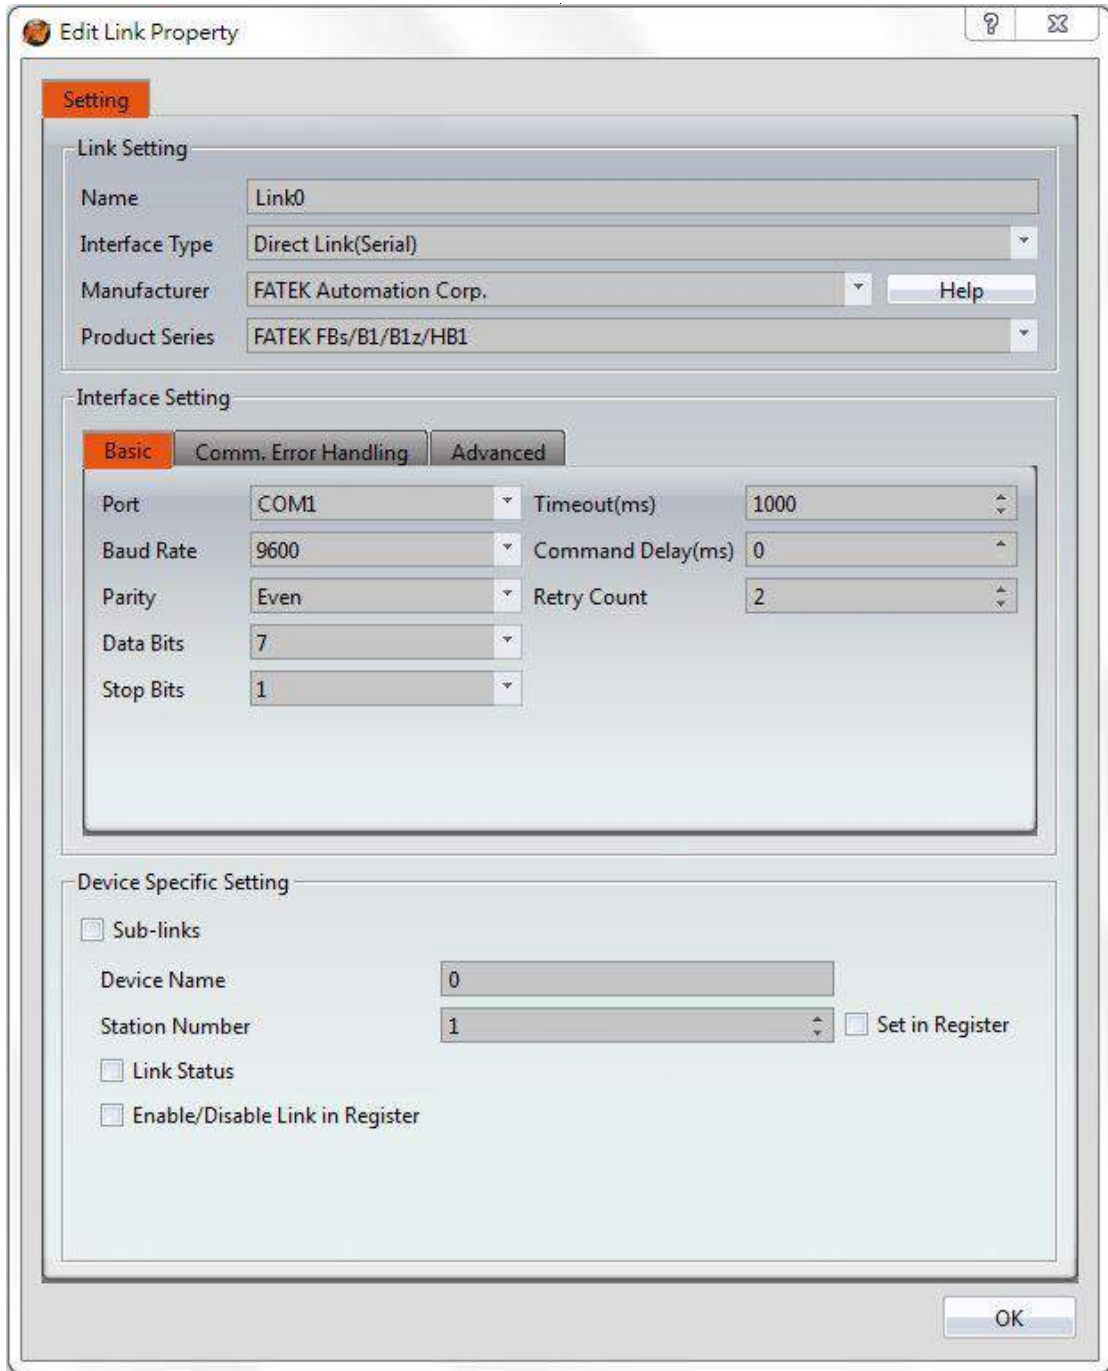 Edit Link Property
Setting
Link Setting
Name Link0
Interface Type Direct Link(Serial)
Manufacturer FATEK Automation Corp. Help
Product Series FATEK FBs/B1/B1z/HB1
Interface Setting
Basic Comm. Error Handling Advanced
Port COM1 Timeout(ms) 1000
Baud Rate 9600 Command Delay(ms) 0
Parity Even Retry Count 2
Data Bits 7
Stop Bits 1
Device Specific Setting
Sub-links
Device Name 0
Station Number 1 Set in Register
Link Status
Enable/Disable Link in Register
OK